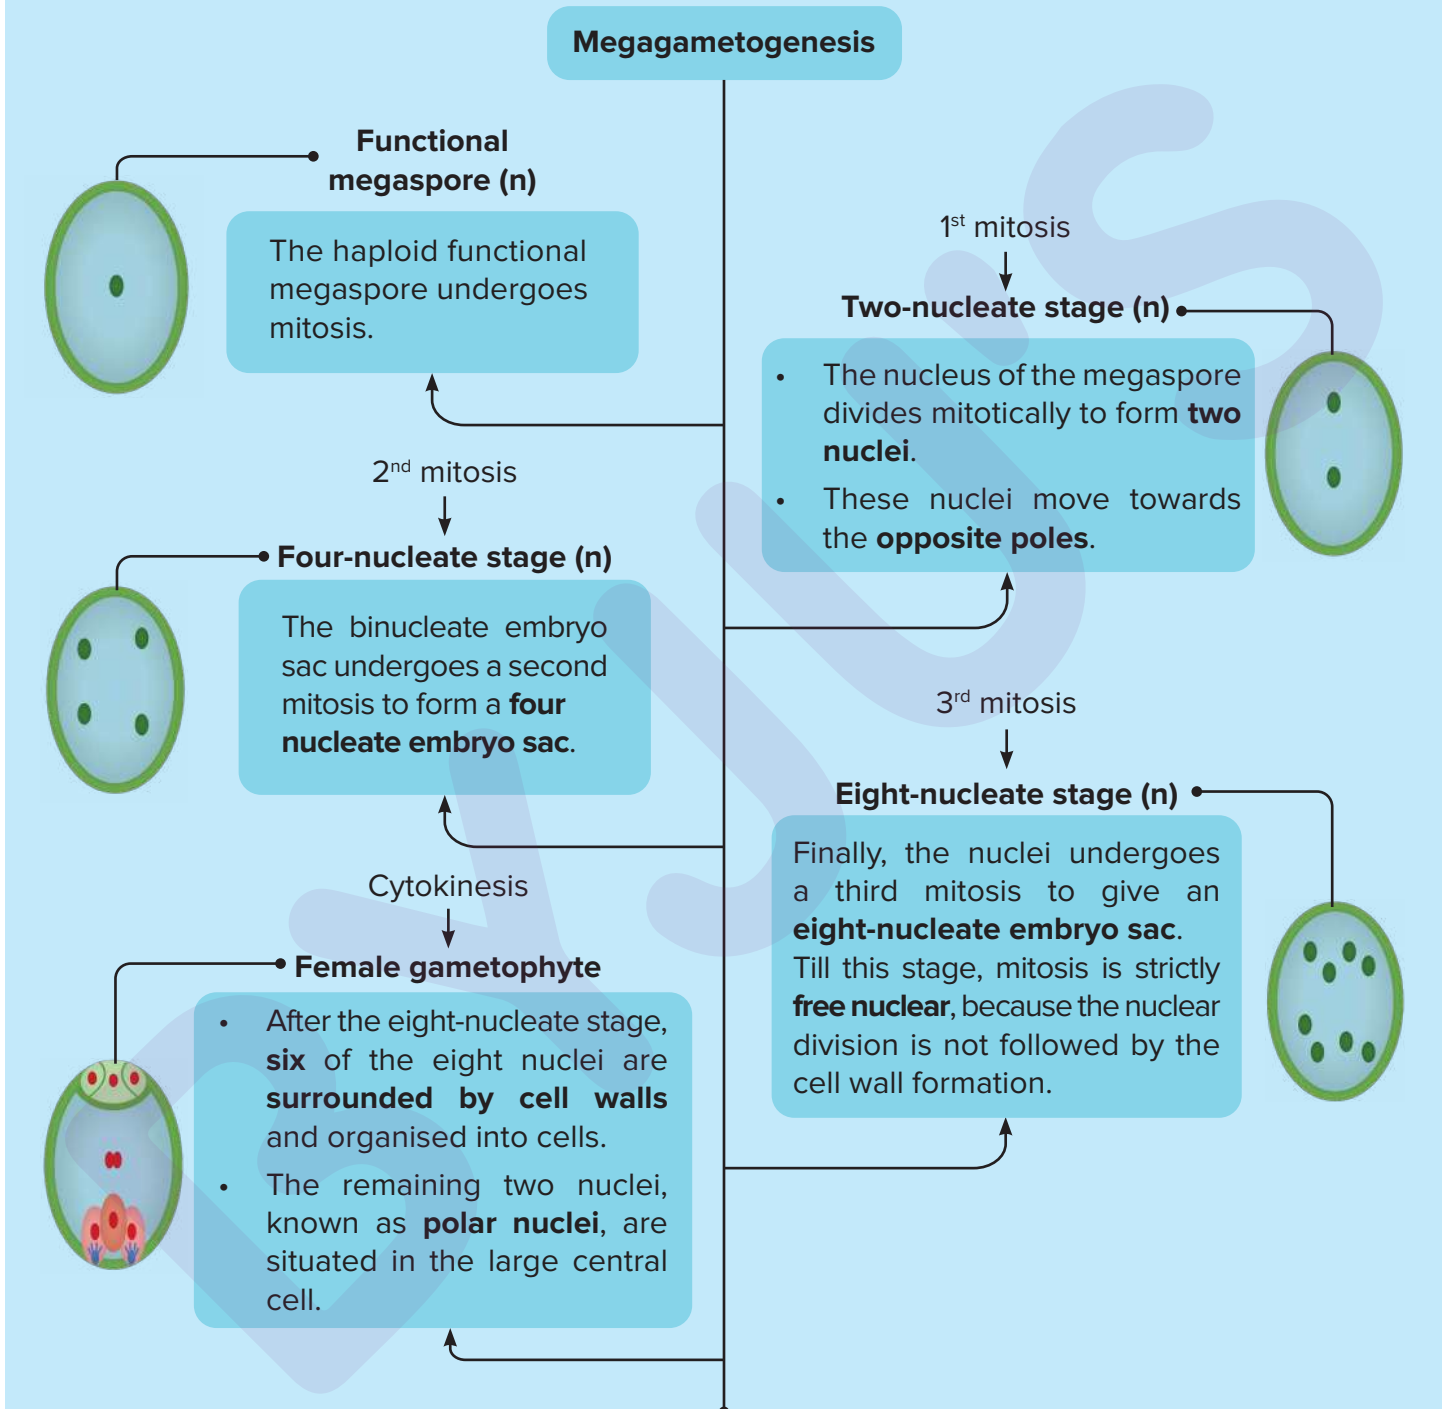 Megagametogenesis
Functional
megaspore (n)
The haploid functional
megaspore undergoes
mitosis.
1st mitosis
Two-nucleate stage (n)
• The nucleus of the megaspore
divides mitotically to form two
nuclei.
• These nuclei move towards
the opposite poles.
2nd mitosis
Four-nucleate stage (n)
The binucleate embryo
sac undergoes a second
mitosis to form a four
nucleate embryo sac.
3rd mitosis
Eight-nucleate stage (n)
Finally, the nuclei undergoes
a third mitosis to give an
eight-nucleate embryo sac.
Till this stage, mitosis is strictly
free nuclear, because the nuclear
division is not followed by the
cell wall formation.
Cytokinesis
Female gametophyte
• After the eight-nucleate stage,
six of the eight nuclei are
surrounded by cell walls
and organised into cells.
• The remaining two nuclei,
known as polar nuclei, are
situated in the large central
cell.
BYJU'S